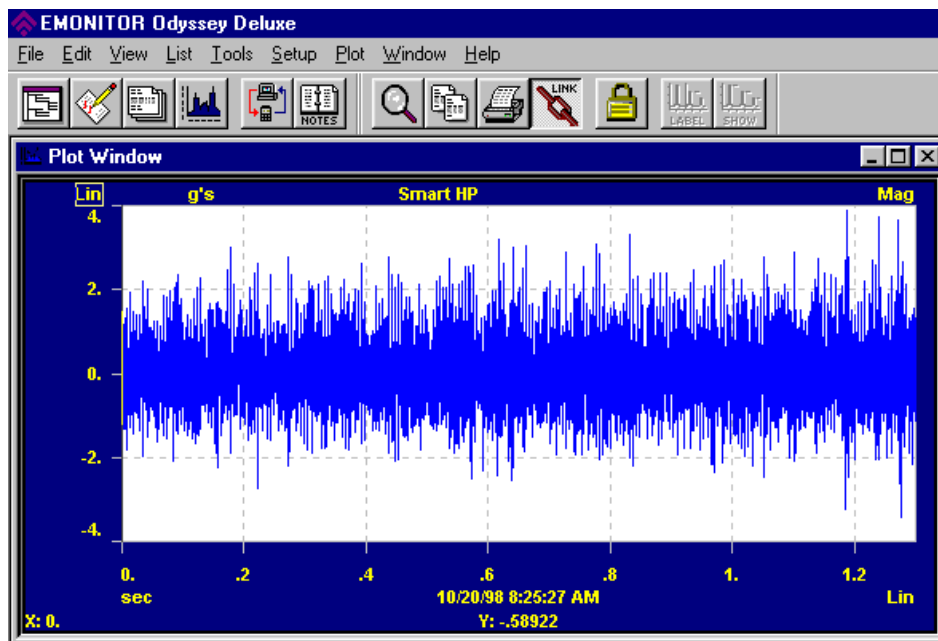 EMONITOR Odyssey Deluxe
File Edit View List Tools Setup Plot Window Help
NOTES LINK LABEL SHOW
Plot Window
Lin g's Smart HP Mag
4.
2.
0.
-2.
-4.
0. .2 .4 .6 .8 1. 1.2
sec 10/20/98 8:25:27 AM Lin
X: 0. Y: -.58922